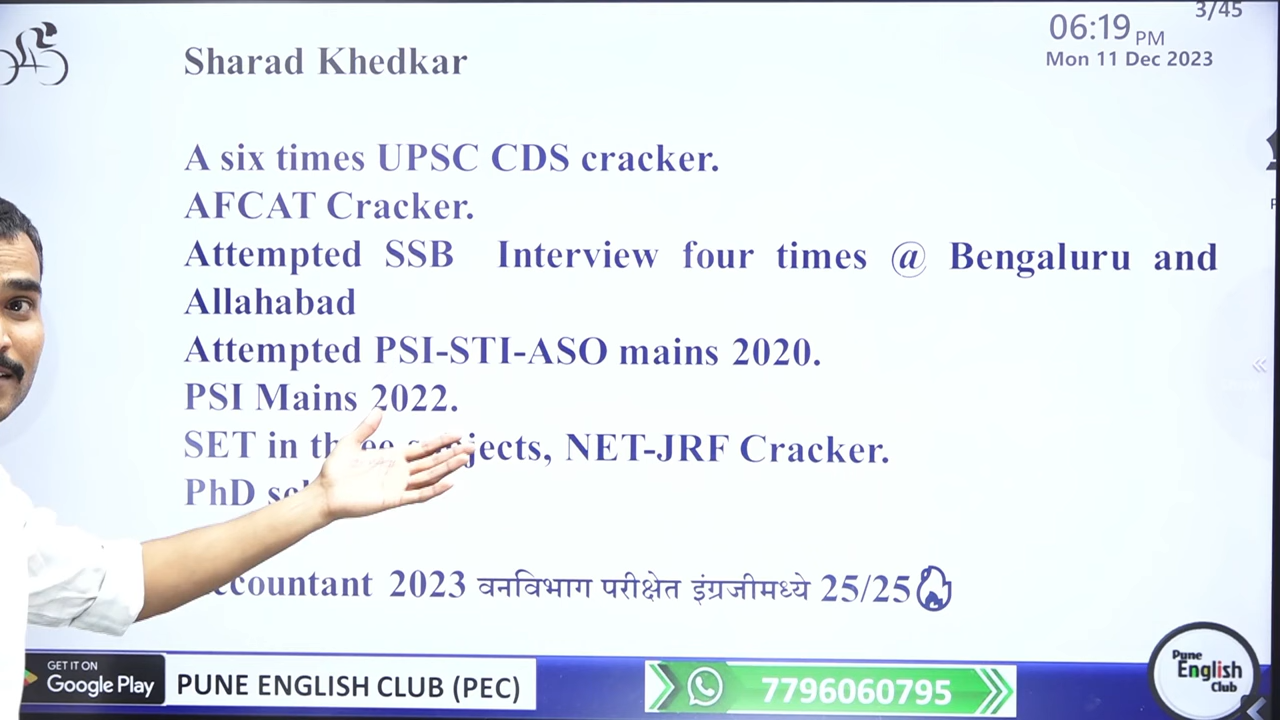 3/45
06:19 PM
Mon 11 Dec 2023
Sharad Khedkar
A six times UPSC CDS cracker.
AFCAT Cracker.
Attempted SSB Interview four times @ Bengaluru and
Allahabad
Attempted PSI-STI-ASO mains 2020.
PSI Mains 2022.
SET in three subjects, NET-JRF Cracker.
PhD
2023 वनविभाग परीक्षेत इंग्रजीमध्ये 25/25
GET IT ON
Google Play
PUNE ENGLISH CLUB (PEC)
7796060795
Pune
English
Club